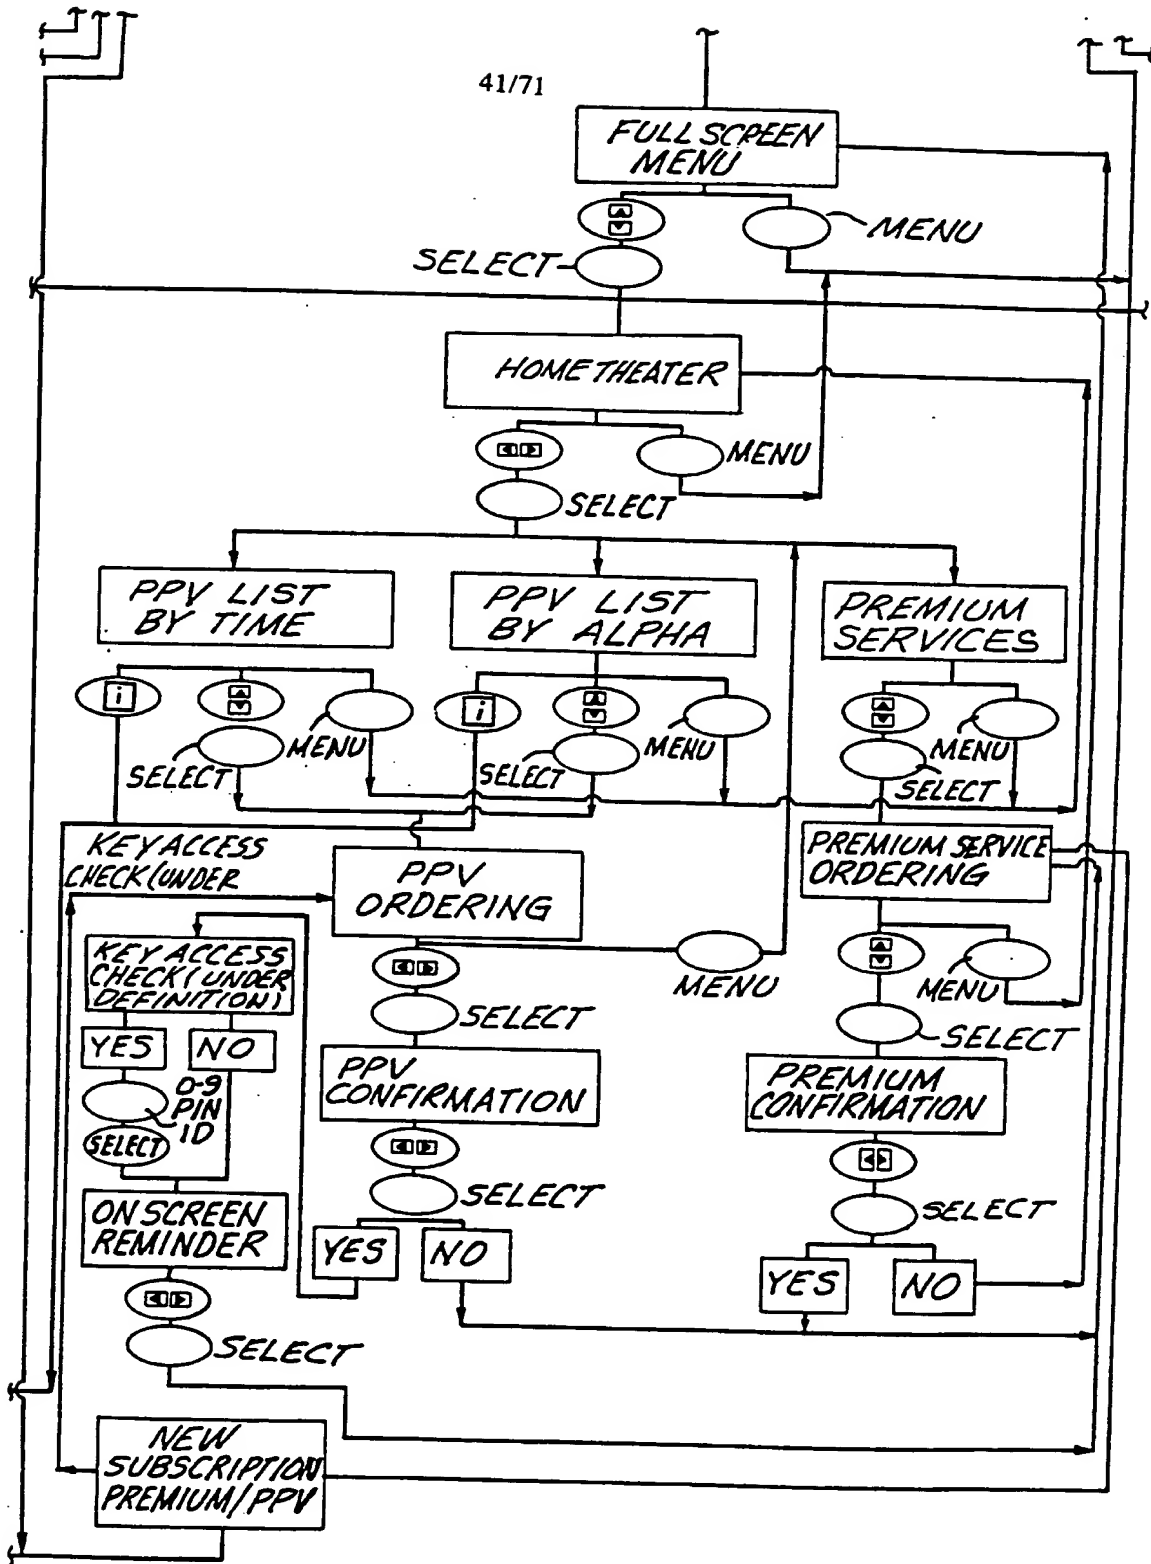 41/71
FULL SCREEN
MENU
MENU
SELECT
HOME THEATER
MENU
SELECT
PPV LIST
BY TIME
PPV LIST
BY ALPHA
PREMIUM
SERVICES
i
i
MENU
SELECT
MENU
SELECT
MENU
SELECT
KEY ACCESS
CHECK (UNDER
PPV
ORDERING
PREMIUM SERVICE
ORDERING
KEY ACCESS
CHECK (UNDER
DEFINITION)
MENU
MENU
SELECT
SELECT
YES
NO
PPV
CONFIRMATION
PREMIUM
CONFIRMATION
0-9
PIN
ID
SELECT
SELECT
SELECT
ON SCREEN
REMINDER
YES
NO
YES
NO
SELECT
NEW
SUBSCRIPTION
PREMIUM/PPV